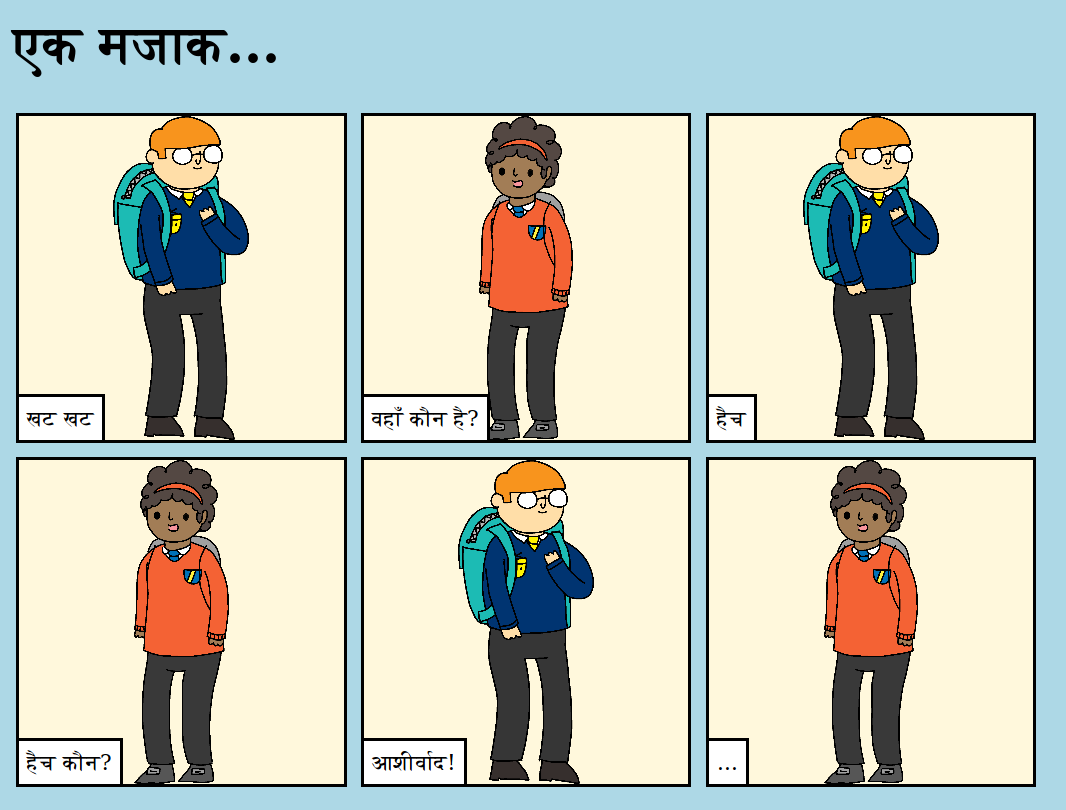 एक मजाक...
खट खट
वहाँ कौन है?
हैच
हैच कौन?
आशीर्वाद!
...